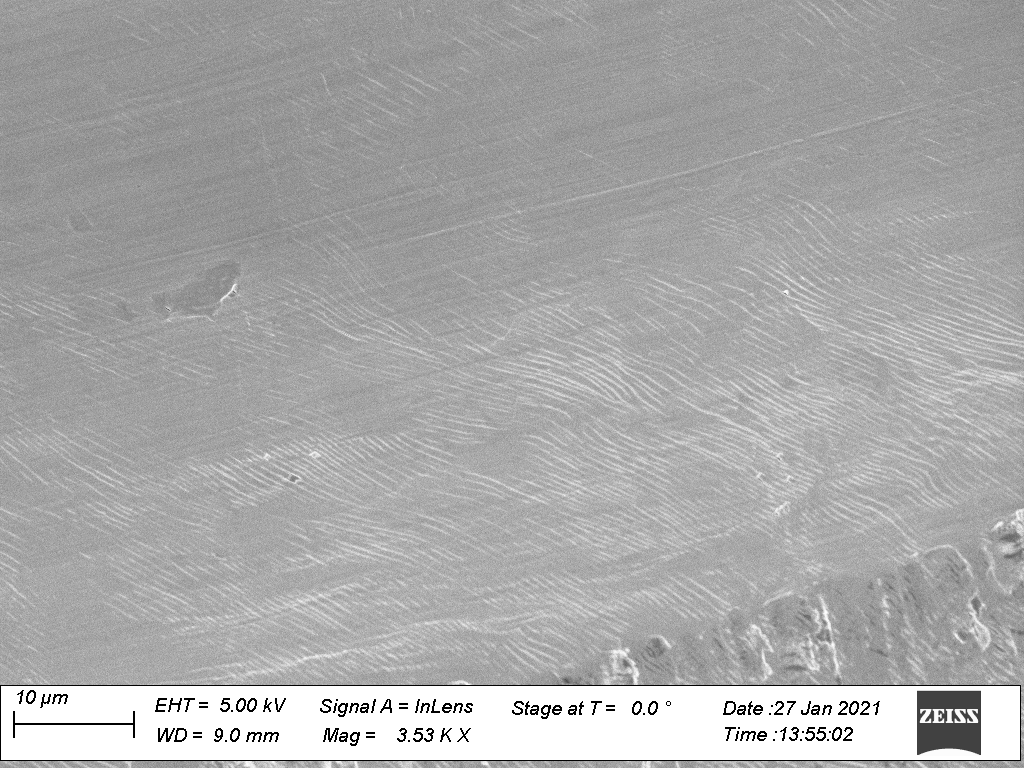 10 µm
EHT = 5.00 kV Signal A = InLens Stage at T = 0.0 ° Date :27 Jan 2021
WD = 9.0 mm Mag = 3.53 K X Time :13:55:02
ZEISS